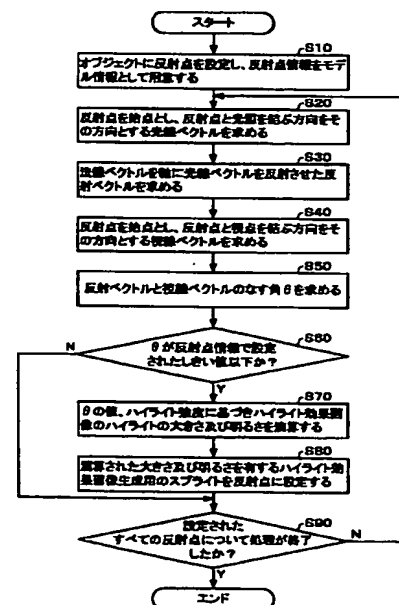 スタート
S10
オブジェクトに反射点を設定し、反射点情報をモデ
ル情報として用意する
S20
反射点を始点とし、反射点と光源を結ぶ方向をそ
の方向とする光線ベクトルを求める
S30
法線ベクトルを軸に光線ベクトルを反射させた反
射ベクトルを求める
S40
反射点を始点とし、反射点と視点を結ぶ方向をそ
の方向とする視線ベクトルを求める
S50
反射ベクトルと視線ベクトルのなす角θを求める
S60
N
θが反射点情報で設定
されたしきい値以下か?
Y
S70
θの値、ハイライト強度に基づきハイライト効果画
像のハイライトの大きさ及び明るさを演算する
S80
演算された大きさ及び明るさを有するハイライト効
果画像生成用のスプライトを反射点に設定する
S90
設定された
すべての反射点について処理が終了
したか?
N
Y
エンド